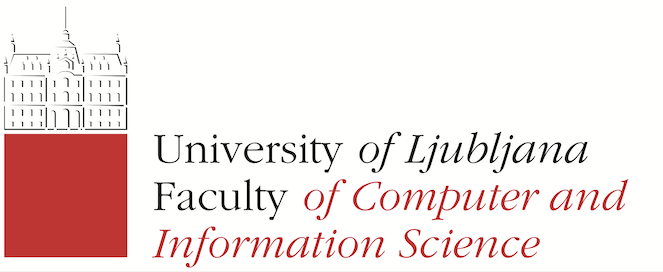 University of Ljubljana
Faculty of Computer and
Information Science